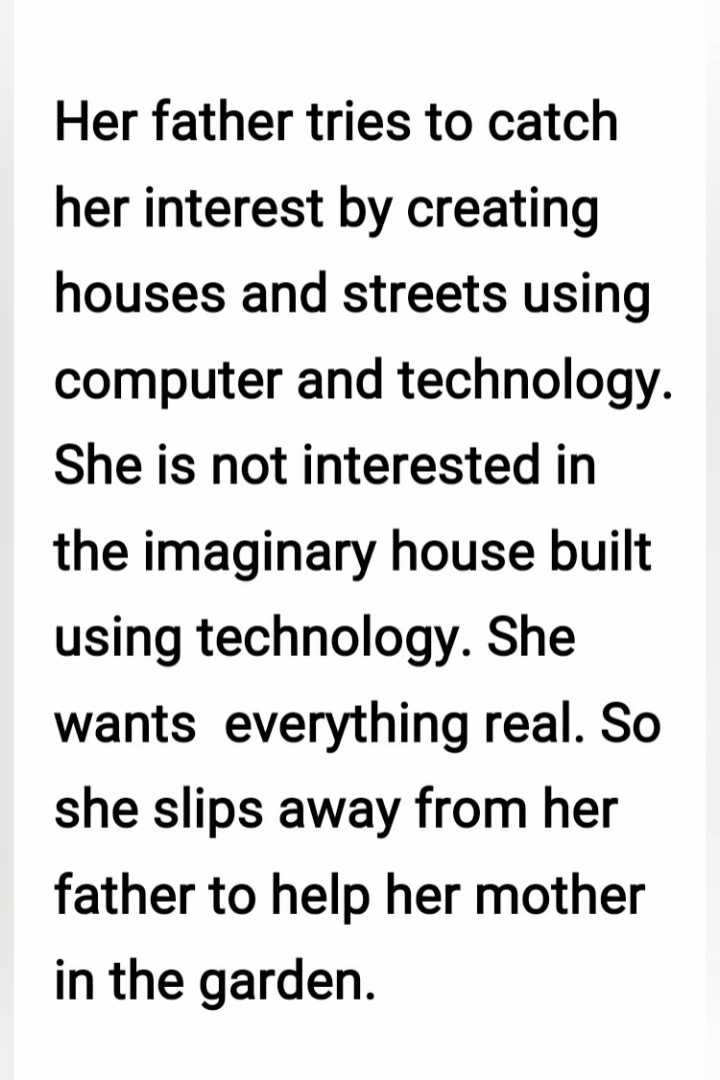 Her father tries to catch
her interest by creating
houses and streets using
computer and technology.
She is not interested in
the imaginary house built
using technology. She
wants  everything real. So
she slips away from her
father to help her mother
in the garden.